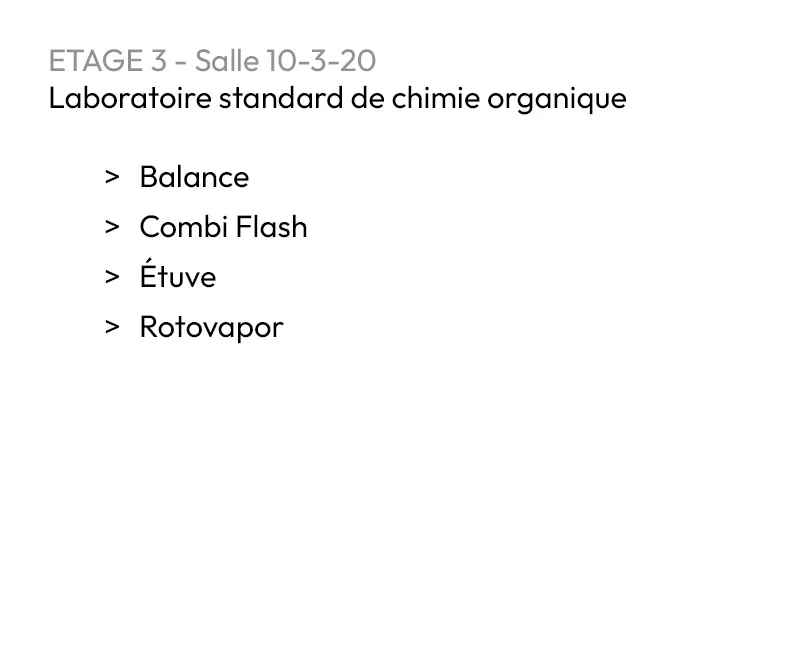 ETAGE 3 - Salle 10-3-20
Laboratoire standard de chimie organique
> Balance
> Combi Flash
> Étuve
> Rotovapor